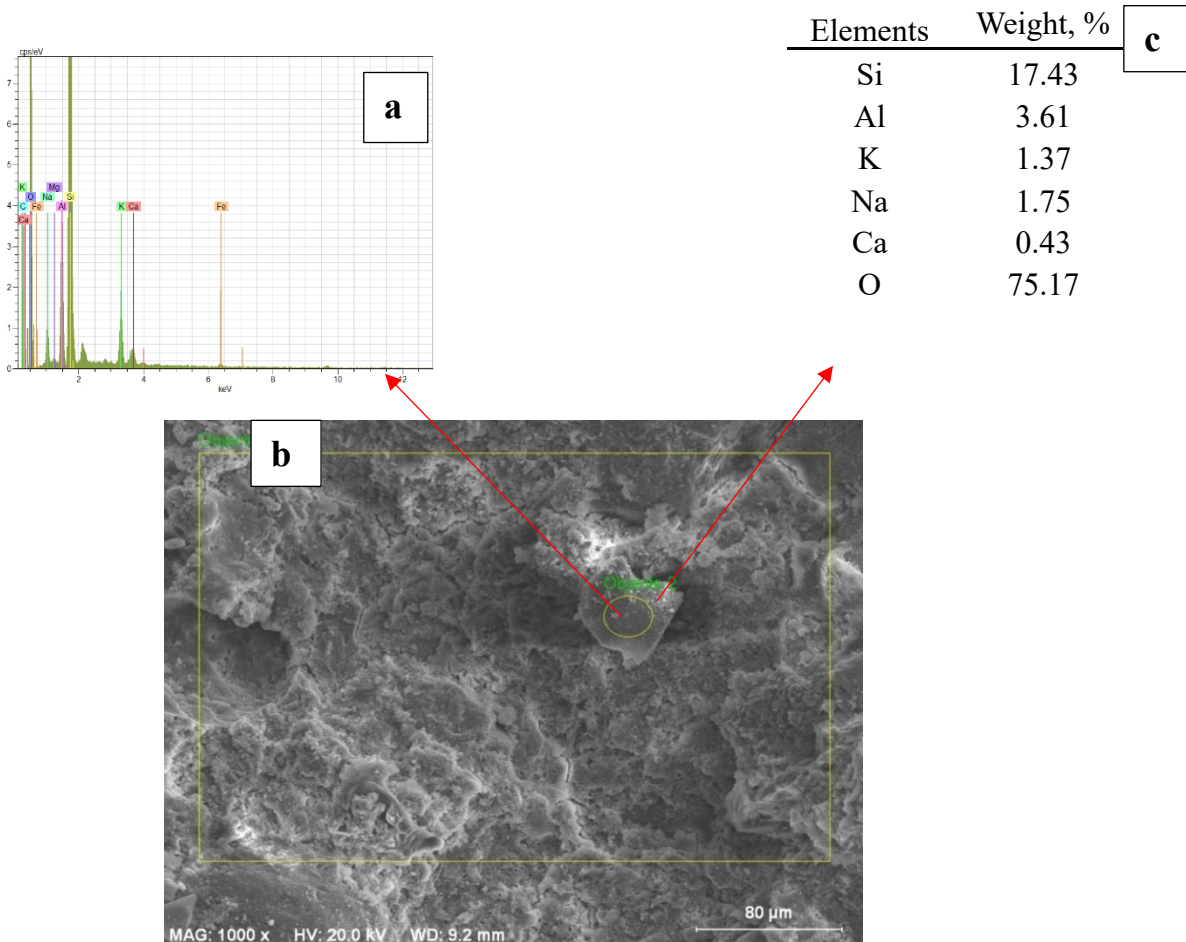 cps/eV
a
7
6
5
4
3
2
1
0
K Mg
O Na Si
C Fe Al K Ca Fe
Ca
2 4 6 8 10 12
keV
Elements Weight, %
c
Si 17.43
Al 3.61
K 1.37
Na 1.75
Ca 0.43
O 75.17
b
Objects 2
80 µm
MAG: 1000 x HV: 20.0 kV WD: 9.2 mm